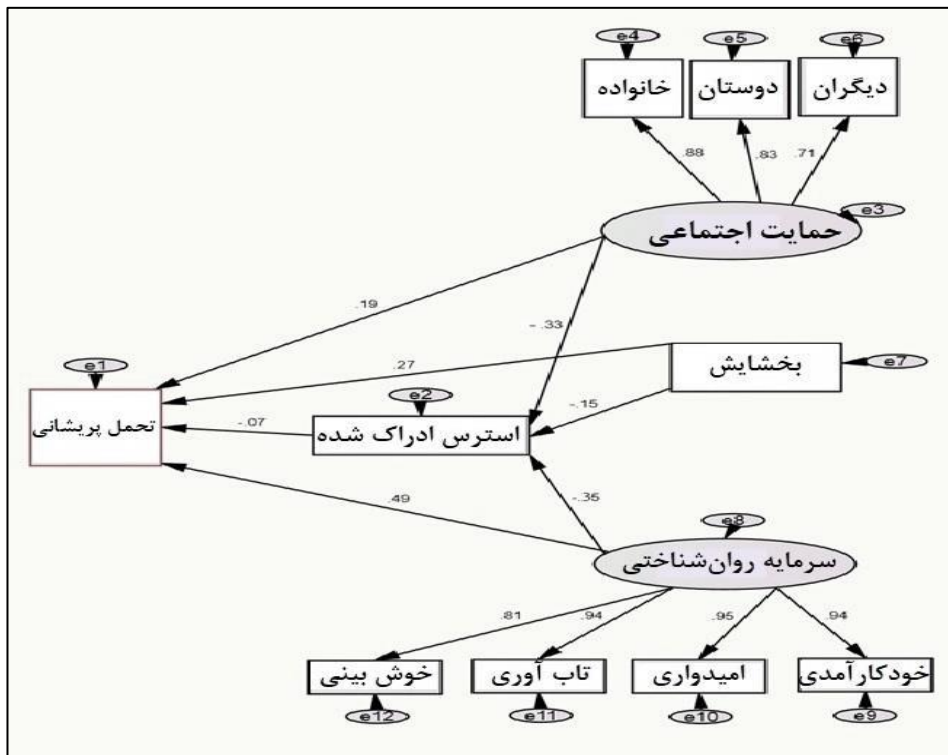 e4 e5 e6
خانواده دوستان دیگران
.88 .83 .71
e3
حمایت اجتماعی
.19
-.33
e1
.27
بخشایش
e7
e2
-.15
تحمل پریشانی
-.07
استرس ادراک شده
.49
-.35
e8
سرمایه روان‌شناختی
.81 .94 .95 .94
خوش بینی تاب آوری امیدواری خودکارآمدی
e12 e11 e10 e9